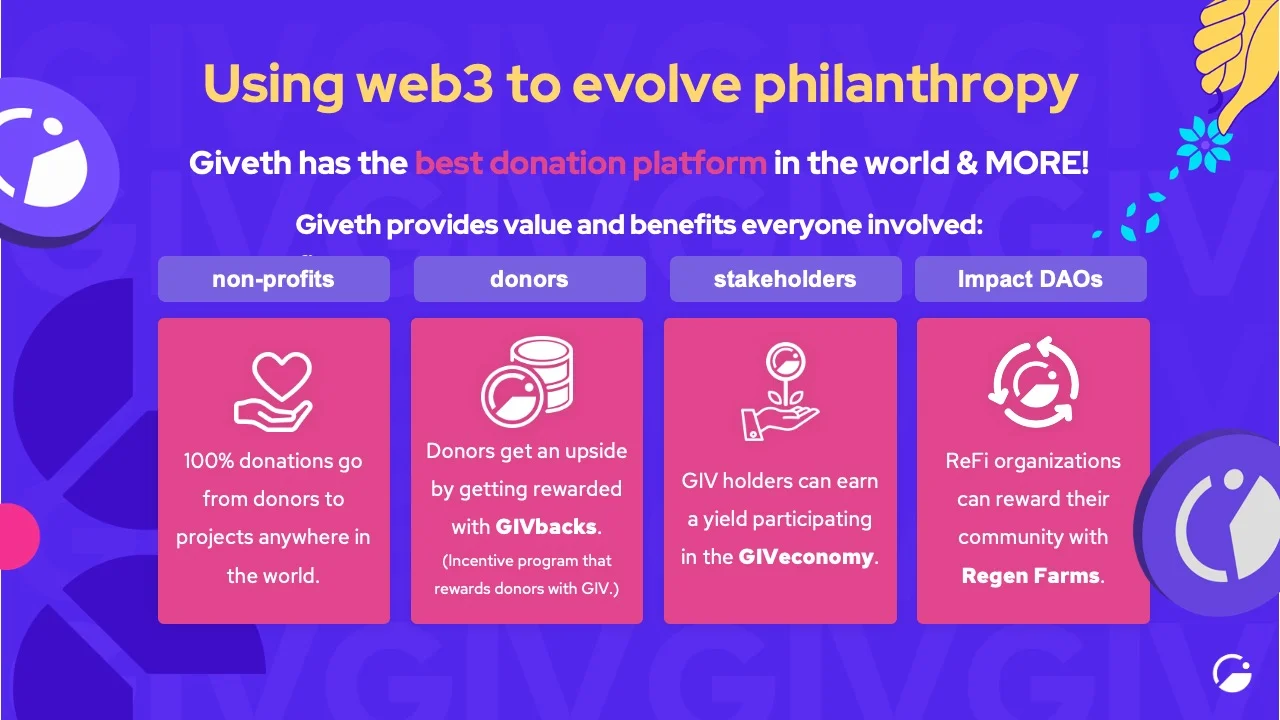 Using web3 to evolve philanthropy
Giveth has the best donation platform in the world & MORE!
Giveth provides value and benefits everyone involved:
non-profits
donors
stakeholders
Impact DAOs
100% donations go
from donors to
projects anywhere in
the world.
Donors get an upside
by getting rewarded
with GIVbacks.
(Incentive program that
rewards donors with GIV.)
GIV holders can earn
a yield participating
in the GIVeconomy.
ReFi organizations
can reward their
community with
Regen Farms.